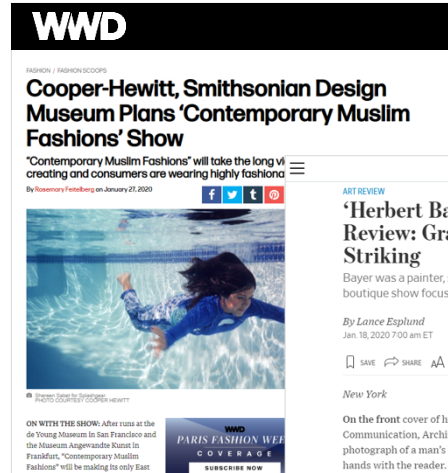 WWD
FASHION / FASHION SCOOPS
Cooper-Hewitt, Smithsonian Design
Museum Plans ‘Contemporary Muslim
Fashions’ Show
"Contemporary Muslim Fashions" will take the long
creating and consumers are wearing highly
By Rosemary Feitelberg on January 27, 2020
Shereen Sabet for Splashgear.
PHOTO COURTESY COOPER HEWITT
ON WITH THE SHOW: After runs at the
de Young Museum in San Francisco and
the Museum Angewandte Kunst in
Frankfurt, "Contemporary Muslim
Fashions" will be making its only East
WWD
PARIS FASHION WEE
COVERAGE
SUBSCRIBE NOW
ART REVIEW
‘Herbert Ba
Review: Gra
Striking
Bayer was a painter,
boutique show focus
By Lance Esplund
Jan. 18, 2020 7:00 am ET
SAVE
SHARE
AA
New York
On the front cover of h
Communication, Archi
photograph of a man's
hands with the reader.